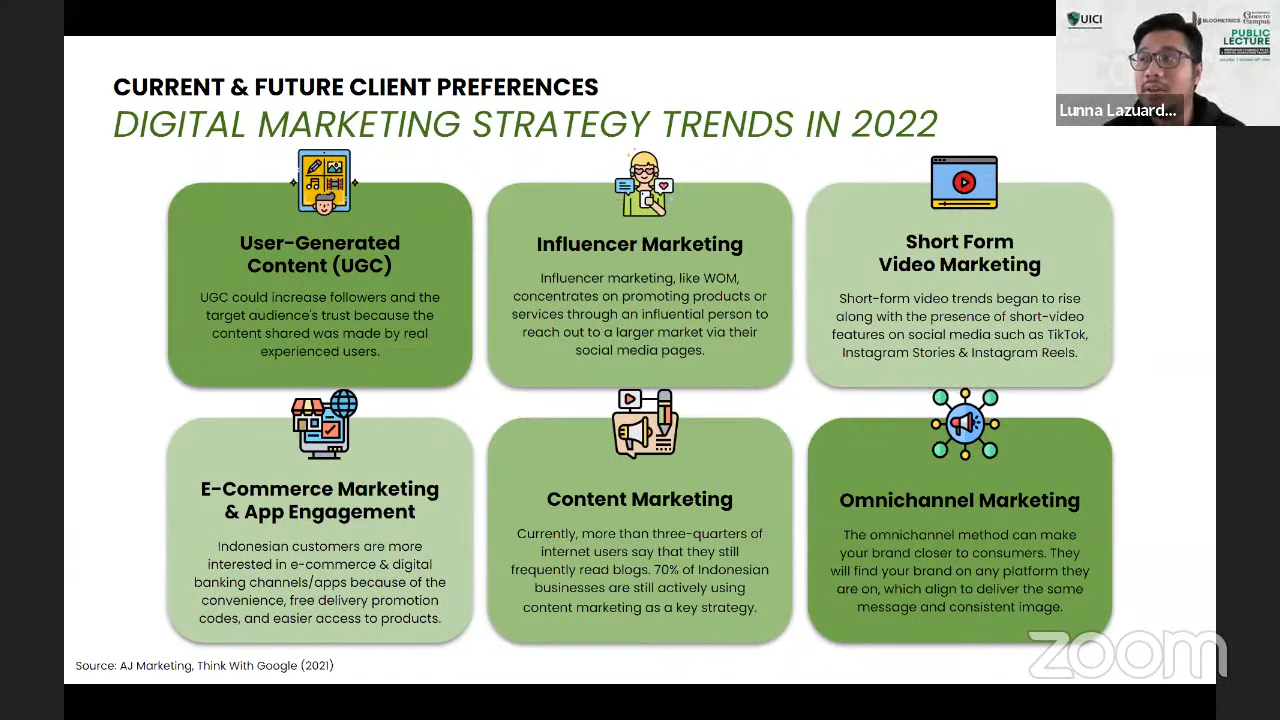 CURRENT & FUTURE CLIENT PREFERENCES
DIGITAL MARKETING STRATEGY TRENDS IN 2022
UICI
BLOOMETRICS
PUBLIC
LECTURE
Lunna Lazuard...
User-Generated
Content (UGC)
UGC could increase followers and the
target audience's trust because the
content shared was made by real
experienced users.
Influencer Marketing
Influencer marketing, like WOM,
concentrates on promoting products or
services through an influential person to
reach out to a larger market via their
social media pages.
Short Form
Video Marketing
Short-form video trends began to rise
along with the presence of short-video
features on social media such as TikTok,
Instagram Stories & Instagram Reels.
E-Commerce Marketing
& App Engagement
Indonesian customers are more
interested in e-commerce & digital
banking channels/apps because of the
convenience, free delivery promotion
codes, and easier access to products.
Content Marketing
Currently, more than three-quarters of
internet users say that they still
frequently read blogs. 70% of Indonesian
businesses are still actively using
content marketing as a key strategy.
Omnichannel Marketing
The omnichannel method can make
your brand closer to consumers. They
will find your brand on any platform they
are on, which align to deliver the same
message and consistent image.
Source: AJ Marketing, Think With Google (2021)
zoom